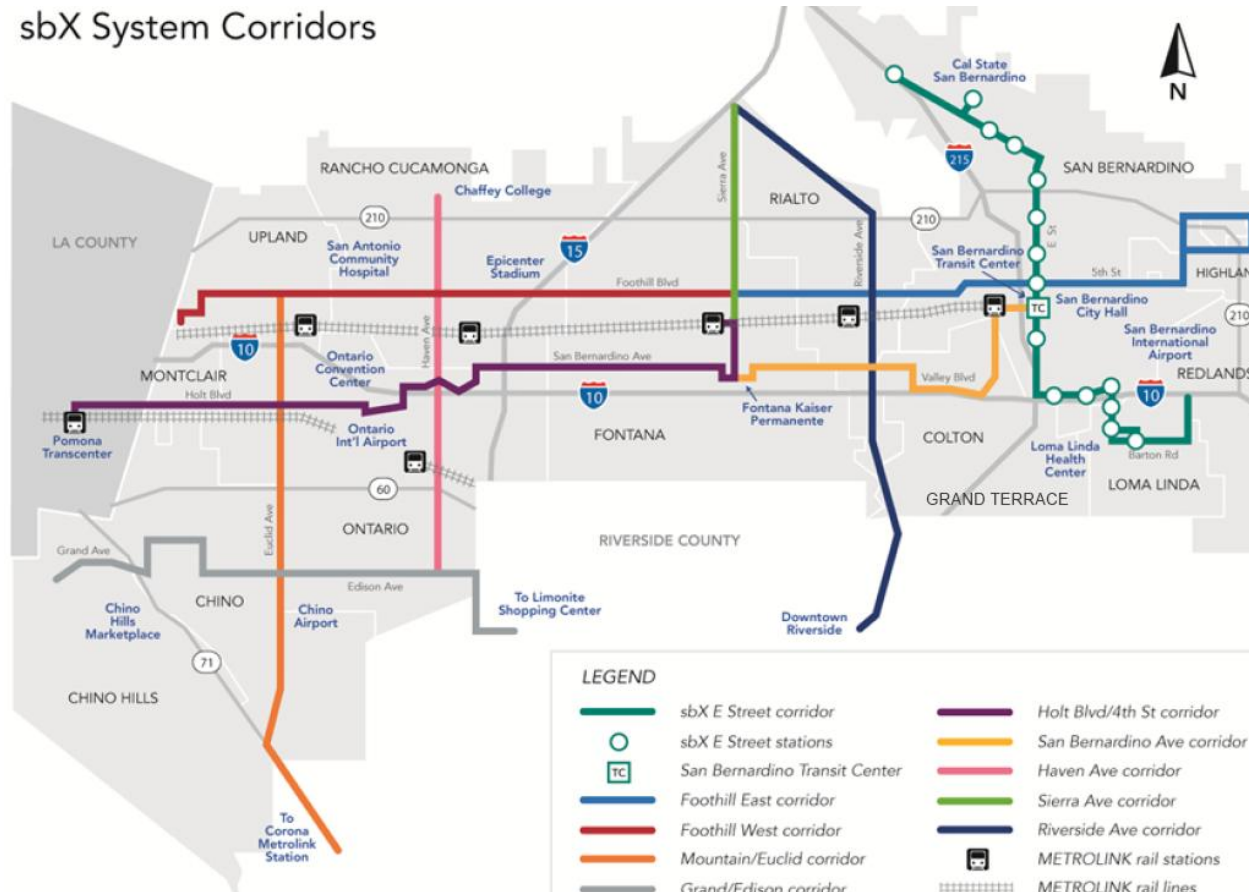 sbX System Corridors
Cal State
San Bernardino
N
215
SAN BERNARDINO
RANCHO CUCAMONGA
Chaffey College
Sierra Ave
RIALTO
LA COUNTY
210
210
UPLAND
San Antonio
Community
Hospital
Epicenter
Stadium
15
Riverside Ave
San Bernardino
Transit Center
E St
5th St
HIGHLAN
Foothill Blvd
TC
San Bernardino
City Hall
210
San Bernardino
International
Airport
10
Haven Ave
Ontario
Convention
Center
San Bernardino Ave
MONTCLAIR
Holt Blvd
10
Valley Blvd
REDLANDS
10
Fontana Kaiser
Permanente
Pomona
Transcenter
Ontario
Int'l Airport
FONTANA
COLTON
Loma Linda
Health
Center
Barton Rd
LOMA LINDA
GRAND TERRACE
60
Euclid Ave
ONTARIO
RIVERSIDE COUNTY
Grand Ave
Edison Ave
CHINO
Chino
Hills
Marketplace
Chino
Airport
To Limonite
Shopping Center
Downtown
Riverside
71
CHINO HILLS
To
Corona
Metrolink
Station
LEGEND
sbX E Street corridor
sbX E Street stations
TC San Bernardino Transit Center
Foothill East corridor
Foothill West corridor
Mountain/Euclid corridor
Grand/Edison corridor
Holt Blvd/4th St corridor
San Bernardino Ave corridor
Haven Ave corridor
Sierra Ave corridor
Riverside Ave corridor
METROLINK rail stations
METROLINK rail lines